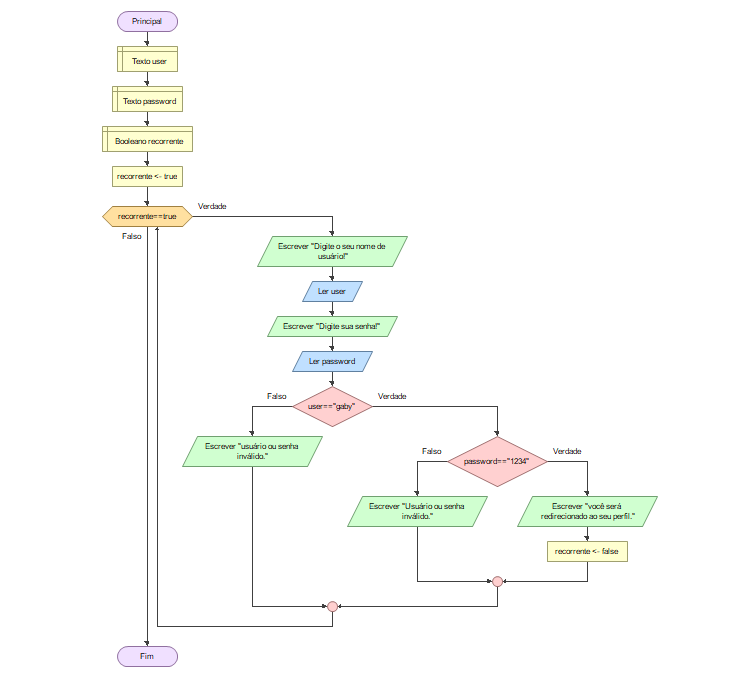 Principal
Texto user
Texto password
Booleano recorrente
recorrente <- true
recorrente==true
Verdade
Falso
Escrever "Digite o seu nome de
usuário!"
Ler user
Escrever "Digite sua senha!"
Ler password
Falso
user=="gaby"
Verdade
Escrever "usuário ou senha
inválido."
Falso
password=="1234"
Verdade
Escrever "Usuário ou senha
inválido."
Escrever "você será
redirecionado ao seu perfil."
recorrente <- false
Fim